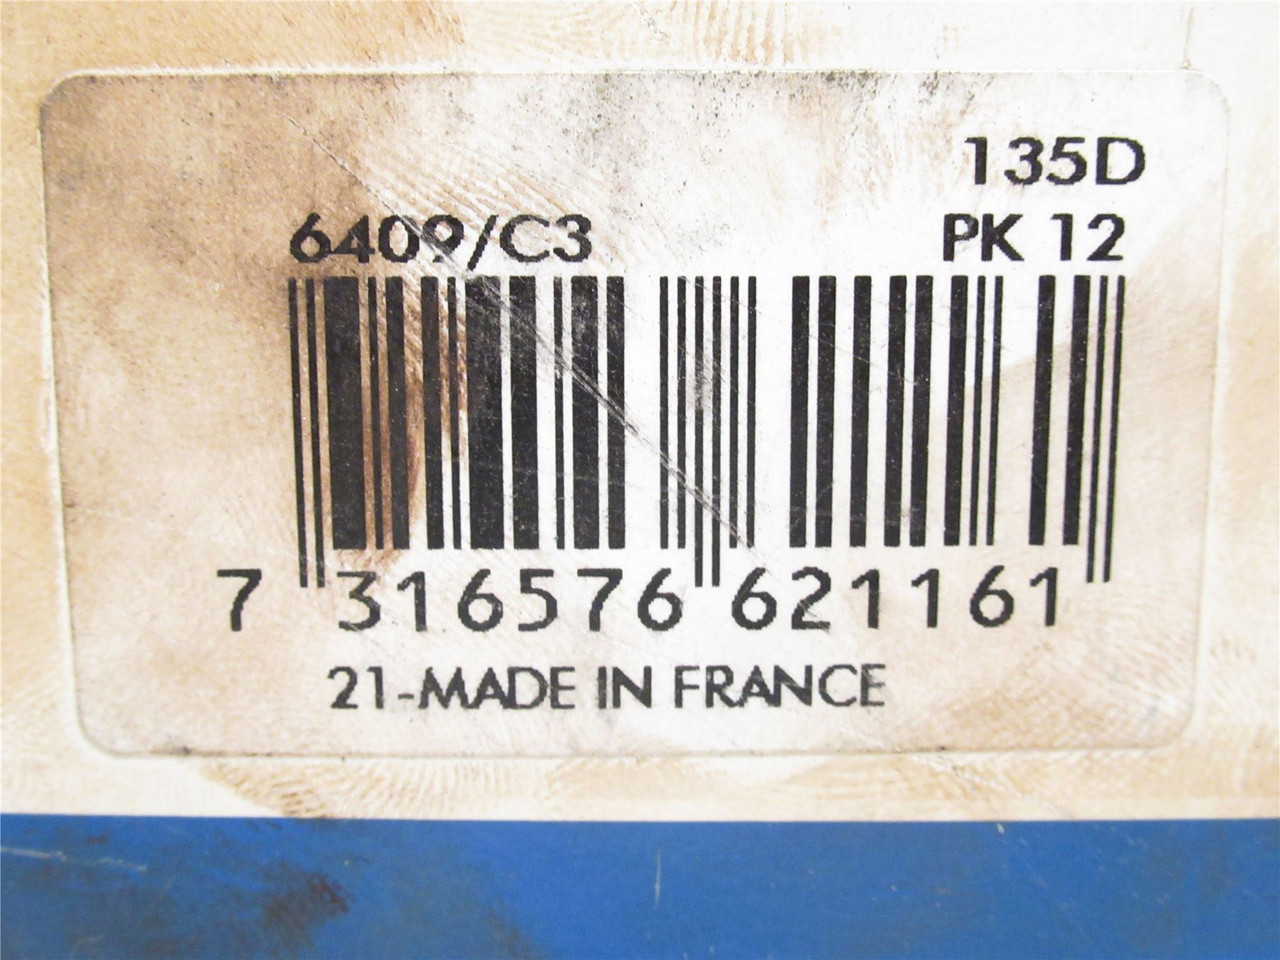 135D
6409/C3 PK 12
7 316576 621161
21-MADE IN FRANCE